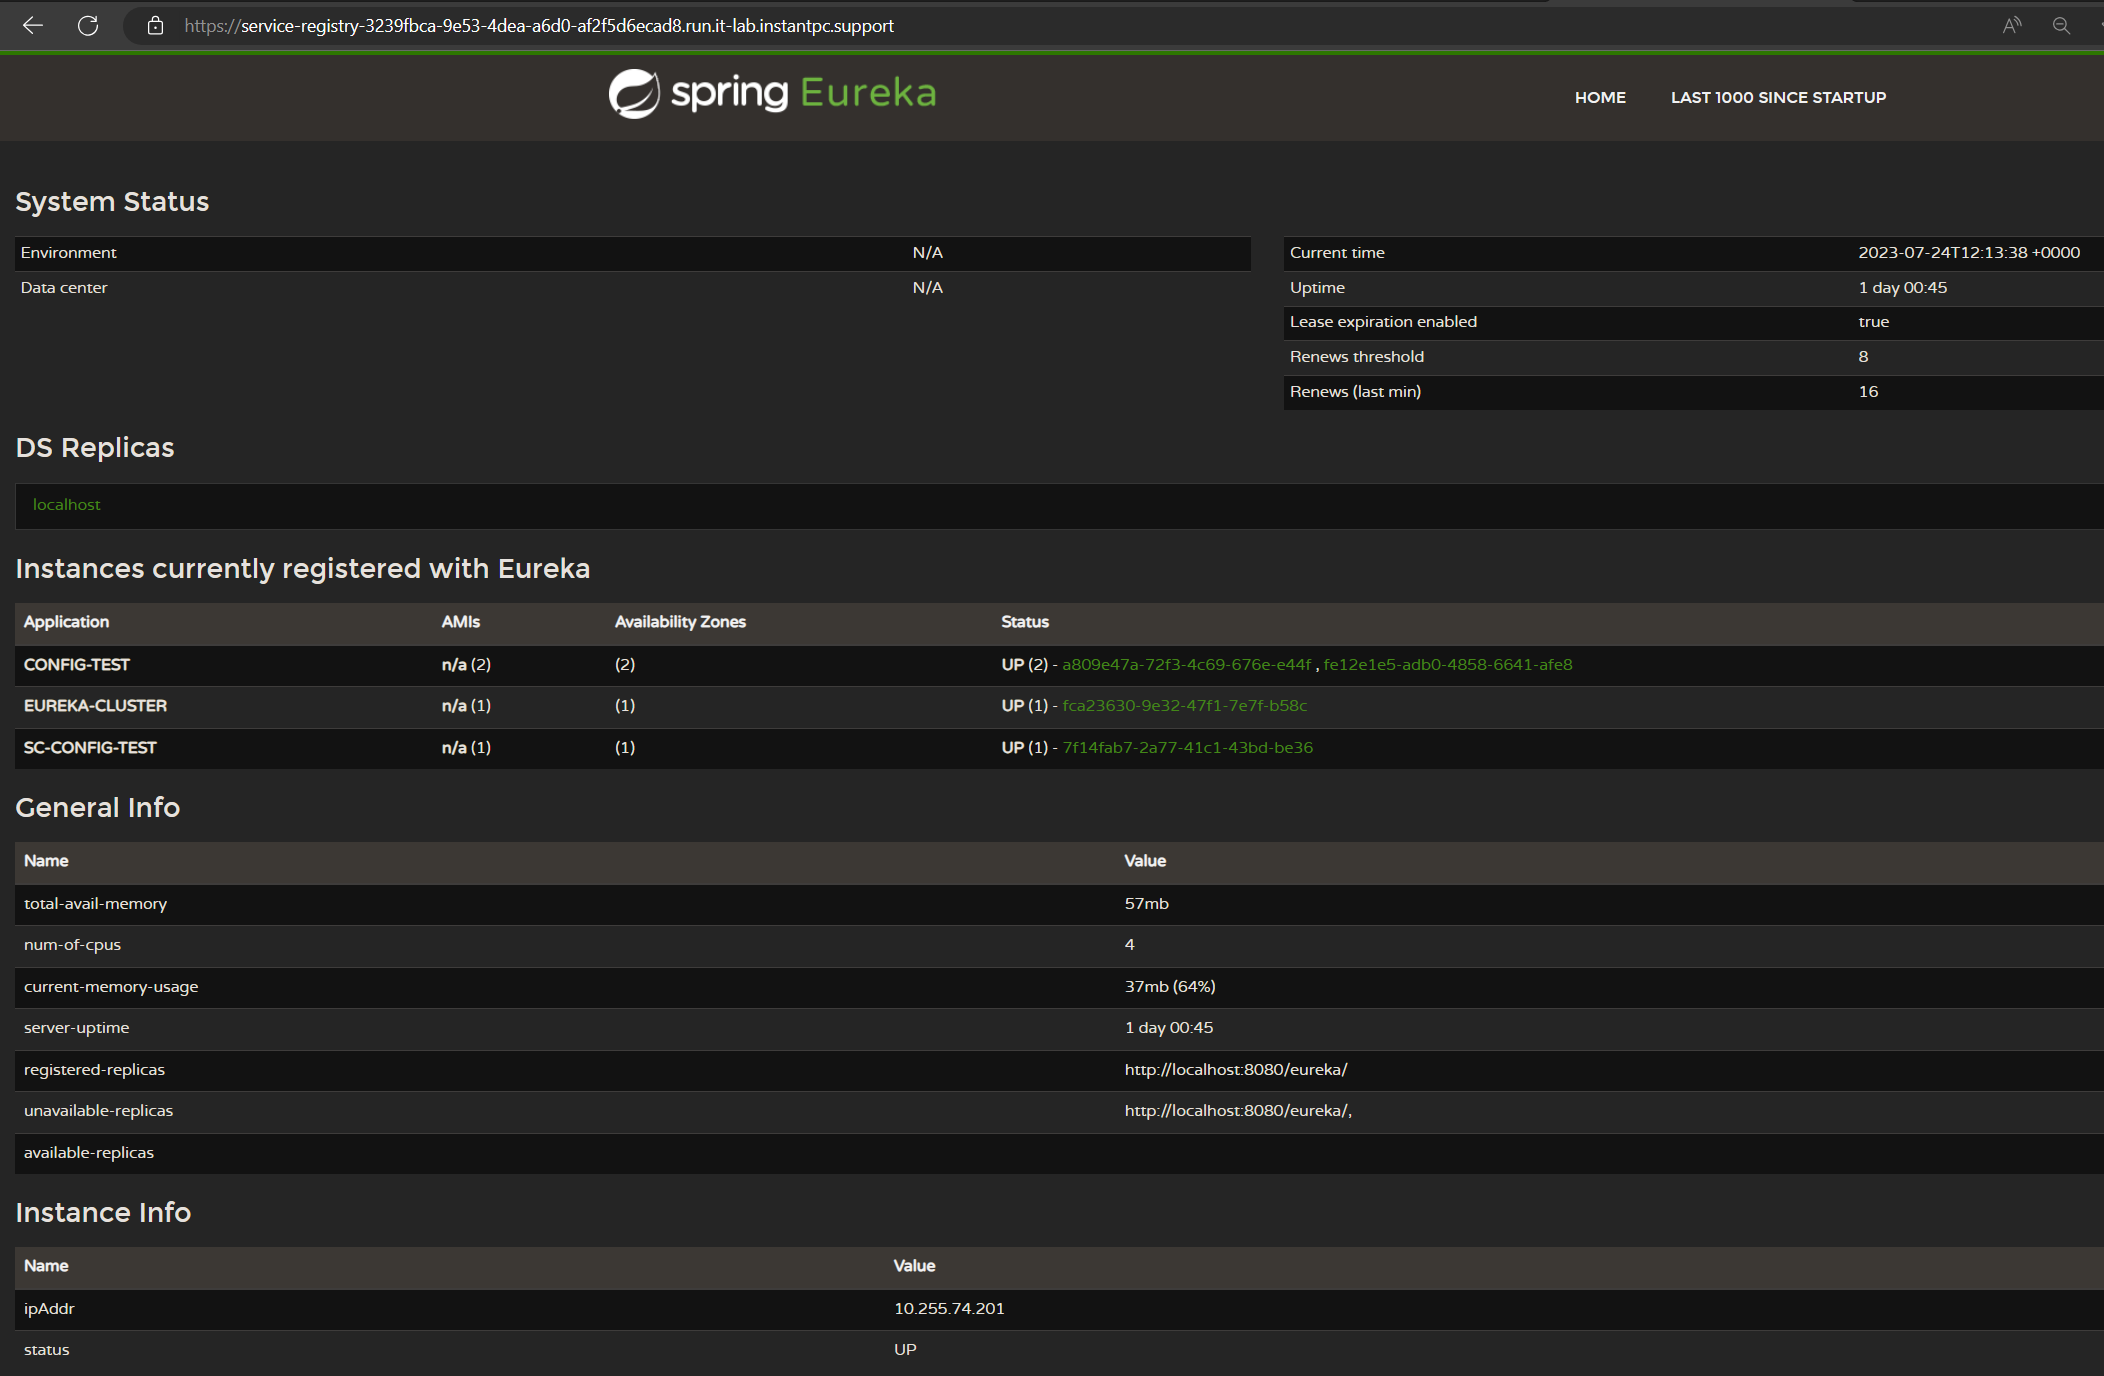 https://service-registry-3239fbca-9e53-4dea-a6d0-af2f5d6ecad8.run.it-lab.instantpc.support
spring Eureka
HOME LAST 1000 SINCE STARTUP
System Status
Environment N/A
Data center N/A
Current time 2023-07-24T12:13:38 +0000
Uptime 1 day 00:45
Lease expiration enabled true
Renews threshold 8
Renews (last min) 16
DS Replicas
localhost
Instances currently registered with Eureka
Application AMIs Availability Zones Status
CONFIG-TEST n/a (2) (2) UP (2) - a809e47a-72f3-4c69-676e-e44f , fe12e1e5-adb0-4858-6641-afe8
EUREKA-CLUSTER n/a (1) (1) UP (1) - fca23630-9e32-47f1-7e7f-b58c
SC-CONFIG-TEST n/a (1) (1) UP (1) - 7f14fab7-2a77-41c1-43bd-be36
General Info
Name Value
total-avail-memory 57mb
num-of-cpus 4
current-memory-usage 37mb (64%)
server-uptime 1 day 00:45
registered-replicas http://localhost:8080/eureka/
unavailable-replicas http://localhost:8080/eureka/,
available-replicas
Instance Info
Name Value
ipAddr 10.255.74.201
status UP